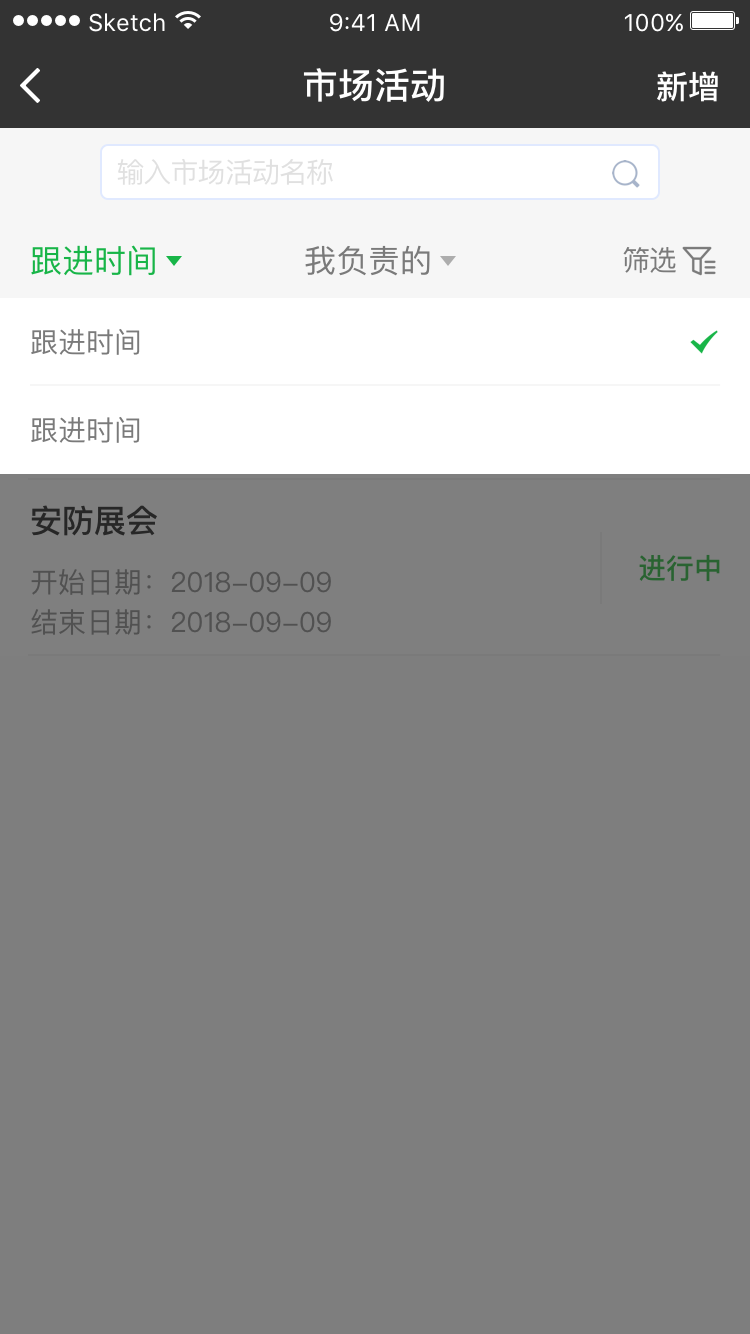 Sketch 9:41 AM 100%
市场活动 新增
输入市场活动名称
跟进时间 我负责的 筛选
跟进时间
跟进时间
安防展会
进行中
开始日期：2018-09-09
结束日期：2018-09-09